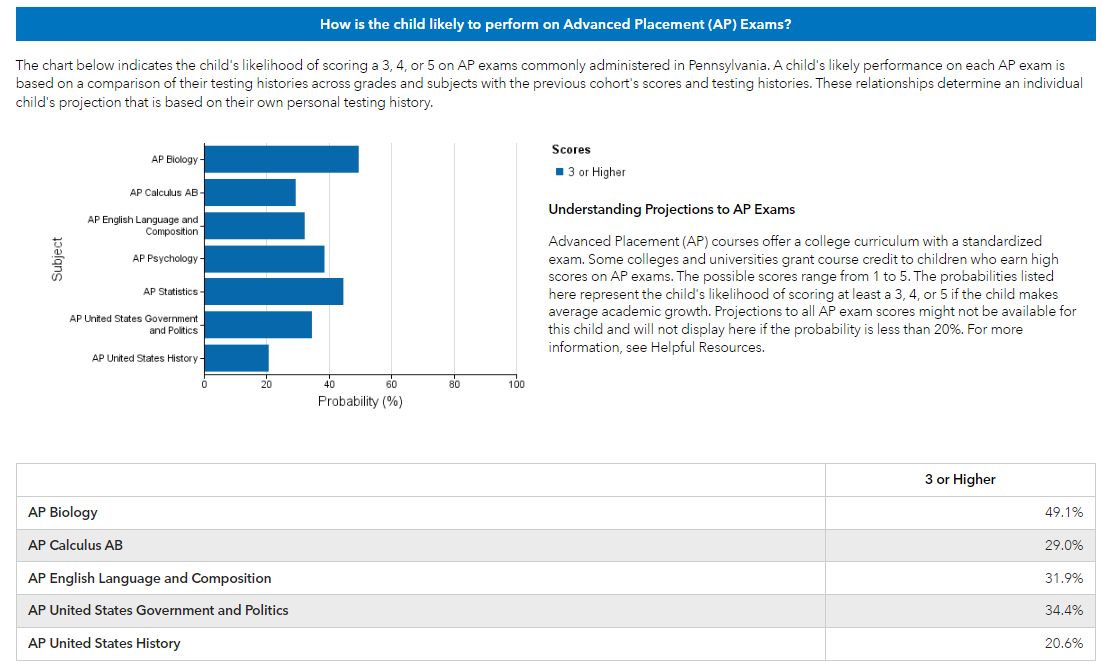 How is the child likely to perform on Advanced Placement (AP) Exams?
The chart below indicates the child's likelihood of scoring a 3, 4, or 5 on AP exams commonly administered in Pennsylvania. A child's likely performance on each AP exam is
based on a comparison of their testing histories across grades and subjects with the previous cohort's scores and testing histories. These relationships determine an individual
child's projection that is based on their own personal testing history.
Subject
AP Biology
AP Calculus AB
AP English Language and
Composition
AP Psychology
AP Statistics
AP United States Government
and Politics
AP United States History
0 20 40 60 80 100
Probability (%)
Scores
3 or Higher
Understanding Projections to AP Exams
Advanced Placement (AP) courses offer a college curriculum with a standardized
exam. Some colleges and universities grant course credit to children who earn high
scores on AP exams. The possible scores range from 1 to 5. The probabilities listed
here represent the child's likelihood of scoring at least a 3, 4, or 5 if the child makes
average academic growth. Projections to all AP exam scores might not be available for
this child and will not display here if the probability is less than 20%. For more
information, see Helpful Resources.
3 or Higher
AP Biology 49.1%
AP Calculus AB 29.0%
AP English Language and Composition 31.9%
AP United States Government and Politics 34.4%
AP United States History 20.6%